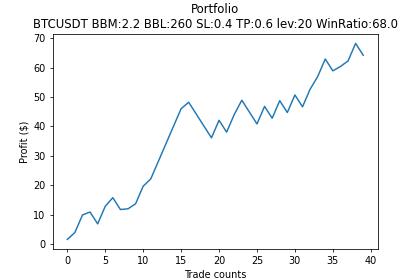 Portfolio
BTCUSDT BBM:2.2 BBL:260 SL:0.4 TP:0.6 lev:20 WinRatio:68.0
70
60
50
40
30
20
10
0
Profit ($)
0 5 10 15 20 25 30 35 40
Trade counts